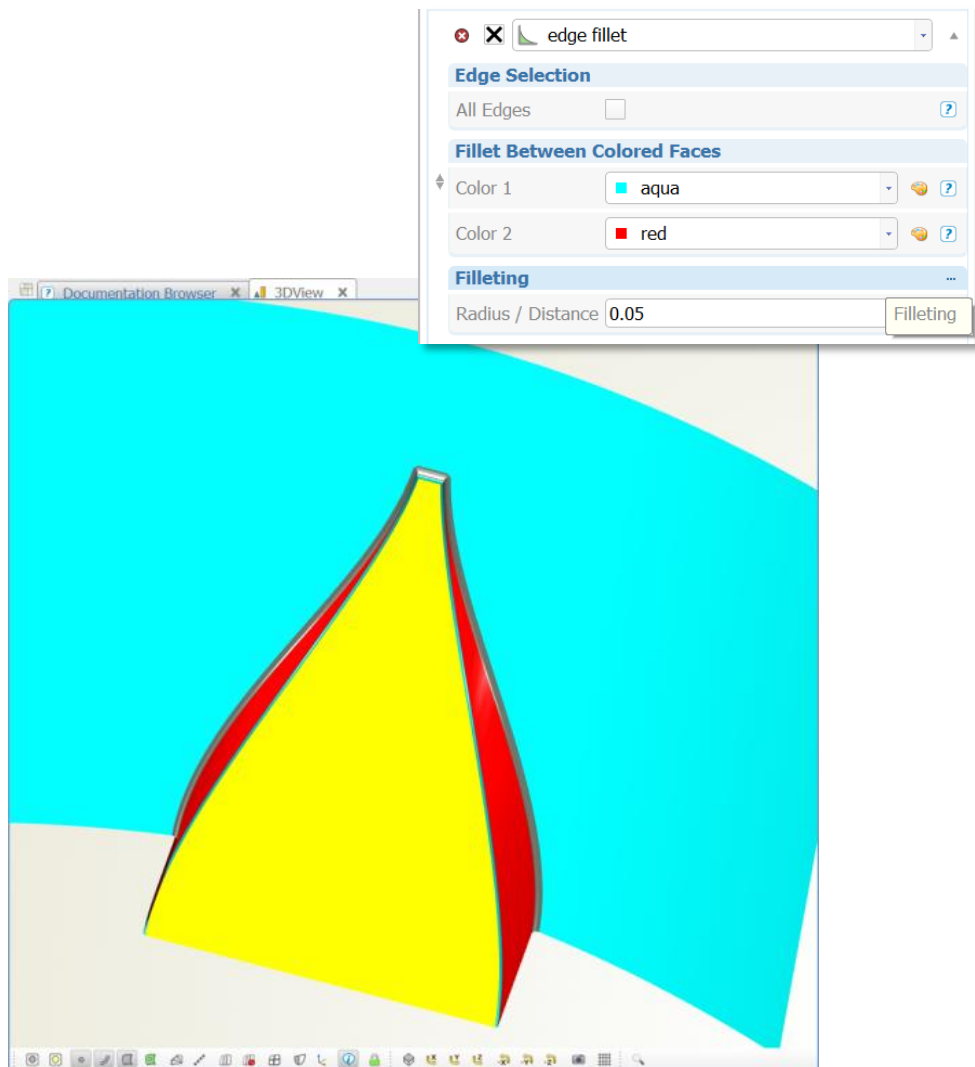 edge fillet
Edge Selection
All Edges
Fillet Between Colored Faces
Color 1 aqua
Color 2 red
Filleting
Radius / Distance 0.05 Filleting
Documentation Browser 3DView